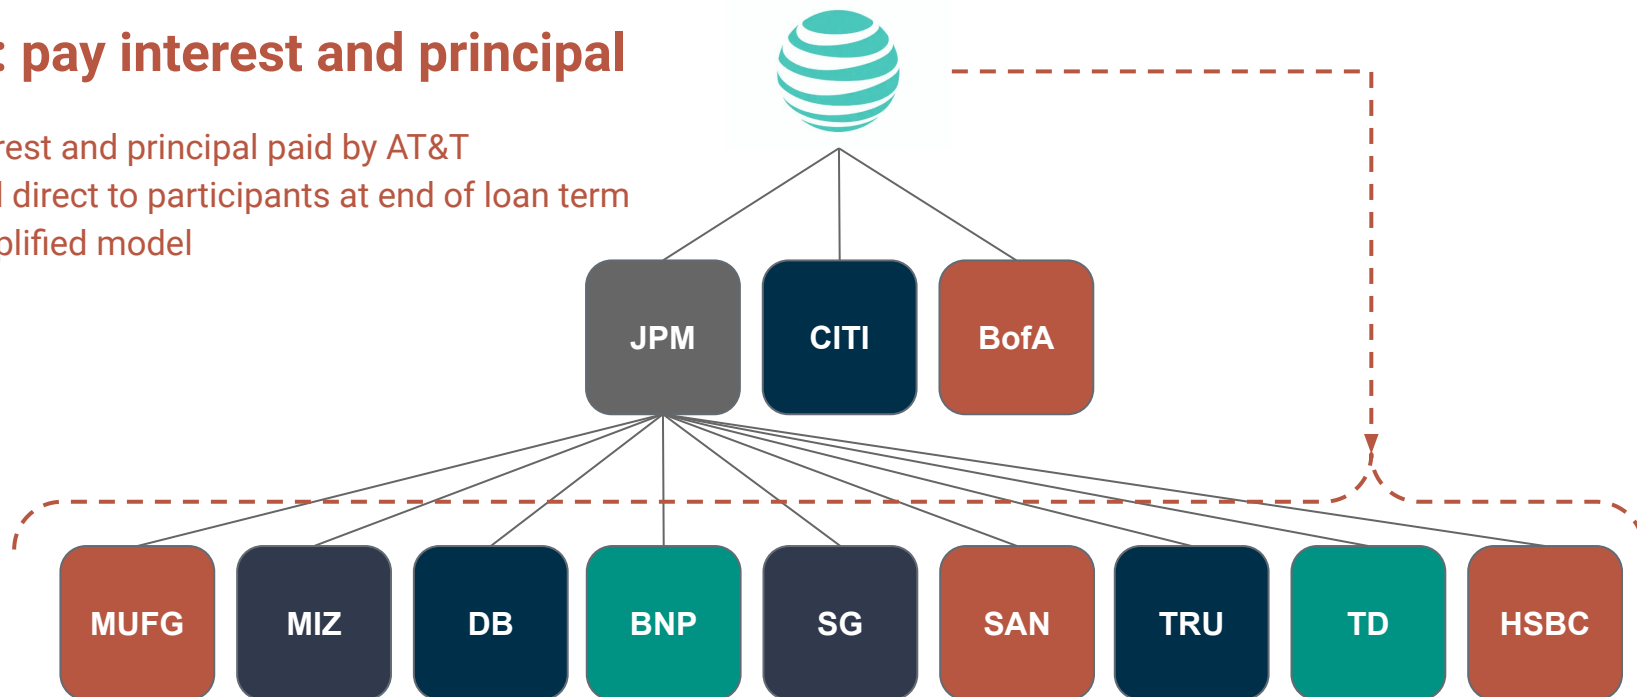 : pay interest and principal
rest and principal paid by AT&T
direct to participants at end of loan term
plified model
JPM
CITI
BofA
MUFG
MIZ
DB
BNP
SG
SAN
TRU
TD
HSBC